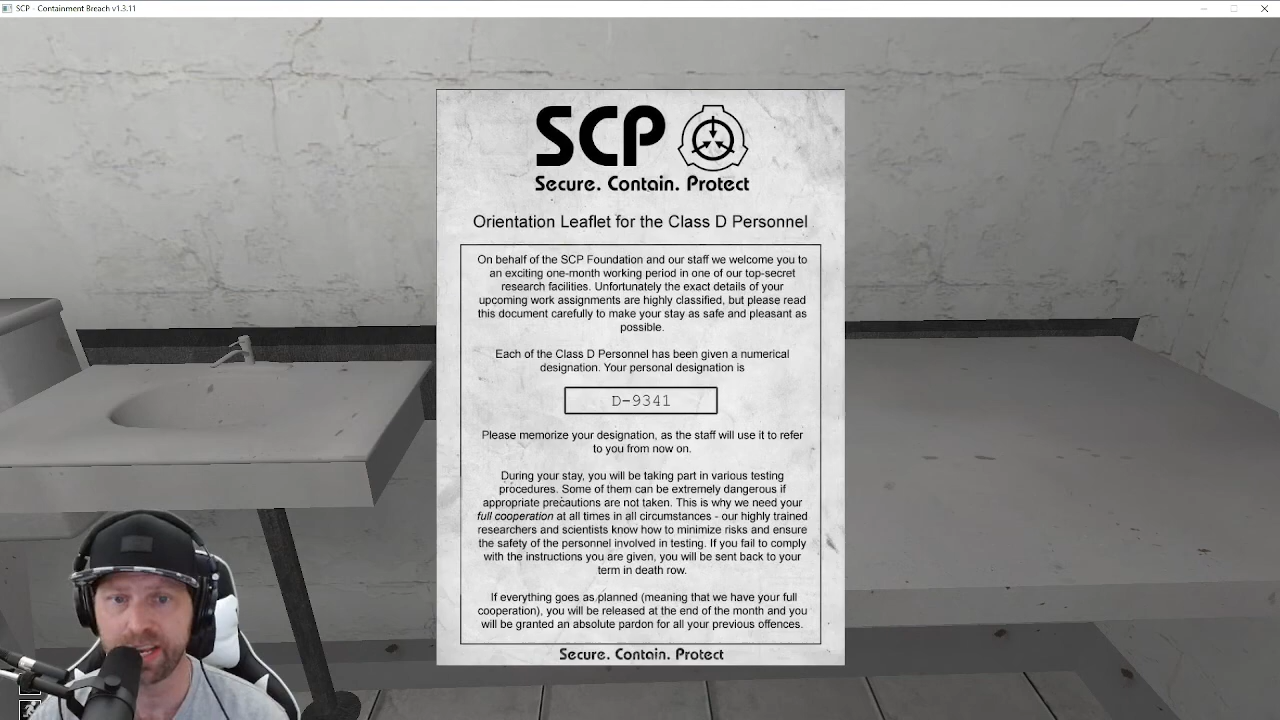 SCP - Containment Breach v1.3.11
SCP
Secure. Contain. Protect
Orientation Leaflet for the Class D Personnel
On behalf of the SCP Foundation and our staff we welcome you to
an exciting one-month working period in one of our top-secret
research facilities. Unfortunately the exact details of your
upcoming work assignments are highly classified, but please read
this document carefully to make your stay as safe and pleasant as
possible.
Each of the Class D Personnel has been given a numerical
designation. Your personal designation is
D-9341
Please memorize your designation, as the staff will use it to refer
to you from now on.
During your stay, you will be taking part in various testing
procedures. Some of them can be extremely dangerous if
appropriate precautions are not taken. This is why we need your
full cooperation at all times in all circumstances - our highly trained
researchers and scientists know how to minimize risks and ensure
the safety of the personnel involved in testing. If you fail to comply
with the instructions you are given, you will be sent back to your
term in death row.
If everything goes as planned (meaning that we have your full
cooperation), you will be released at the end of the month and you
will be granted an absolute pardon for all your previous offences.
Secure. Contain. Protect